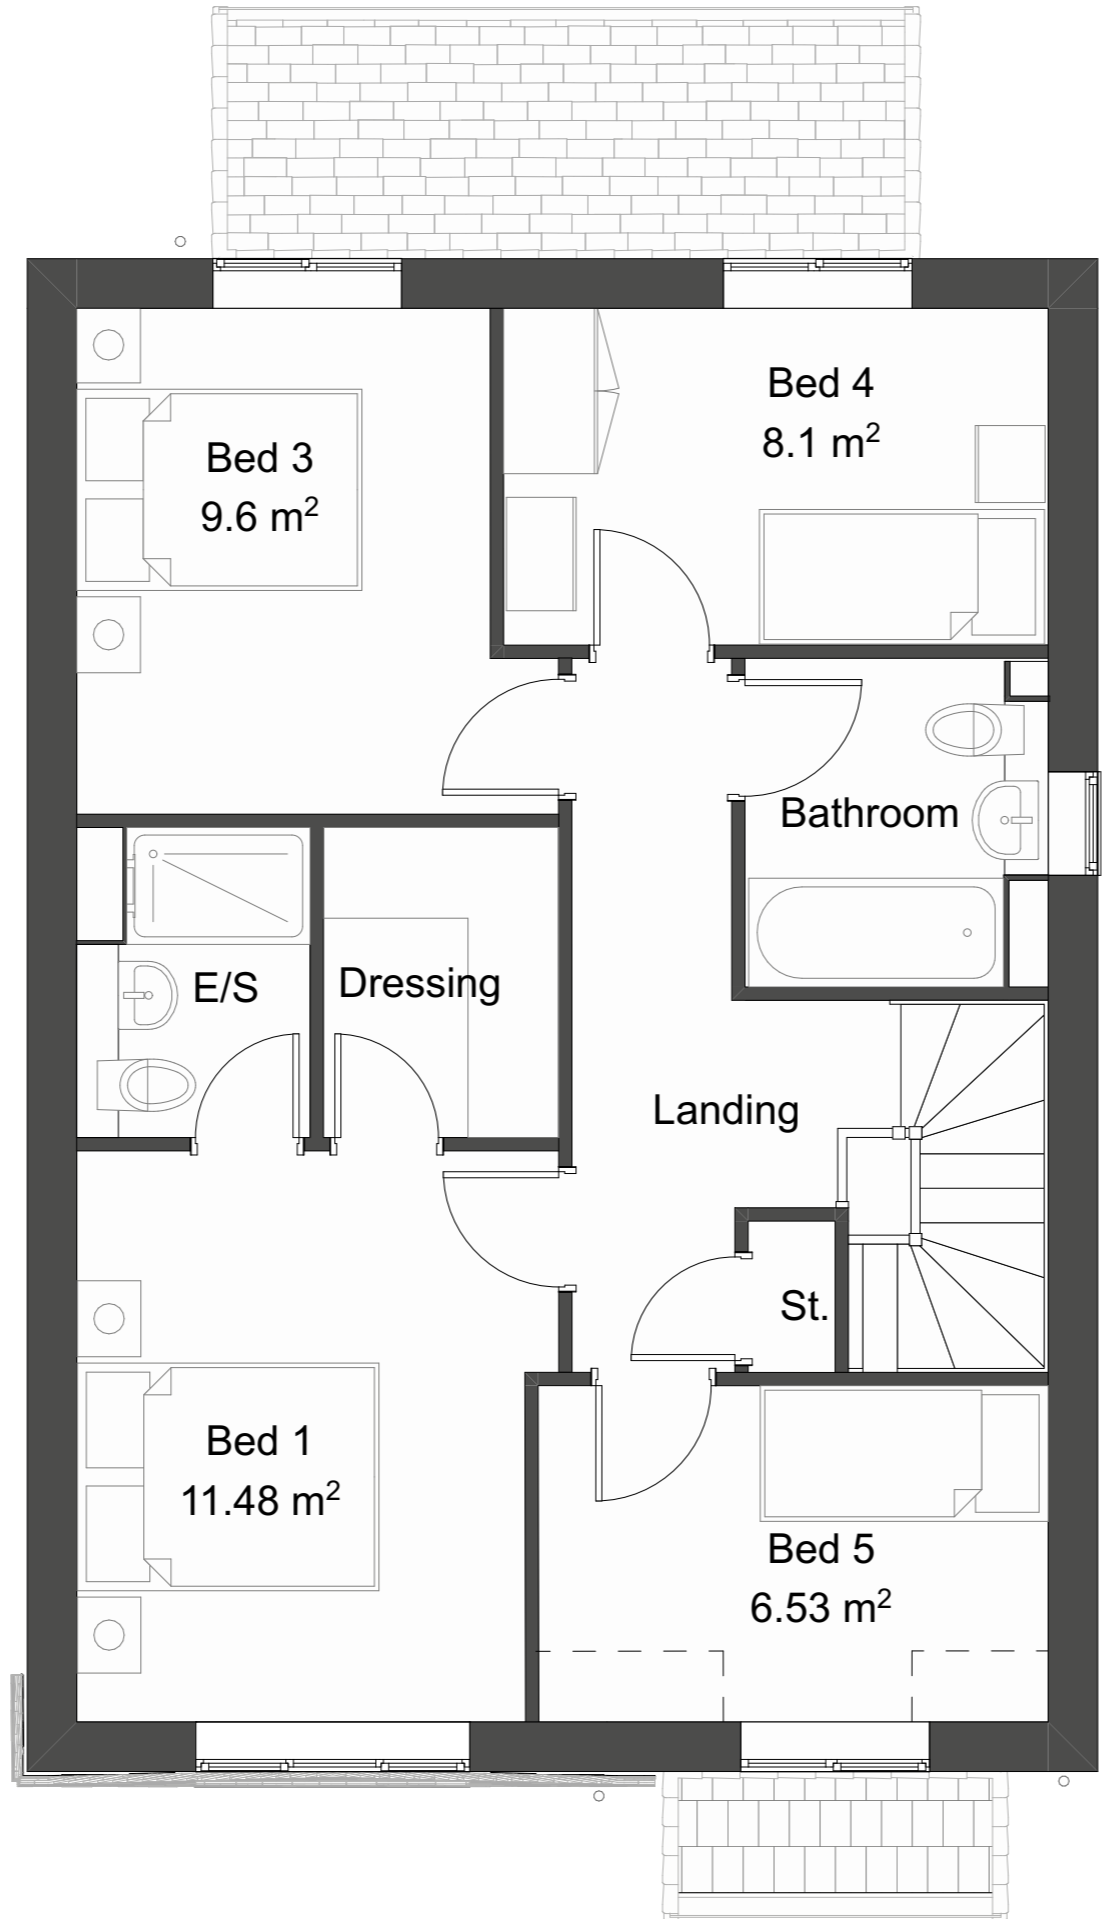 Bed 4
8.1 m²
Bed 3
9.6 m²
Bathroom
E/S
Dressing
Landing
St.
Bed 1
11.48 m²
Bed 5
6.53 m²